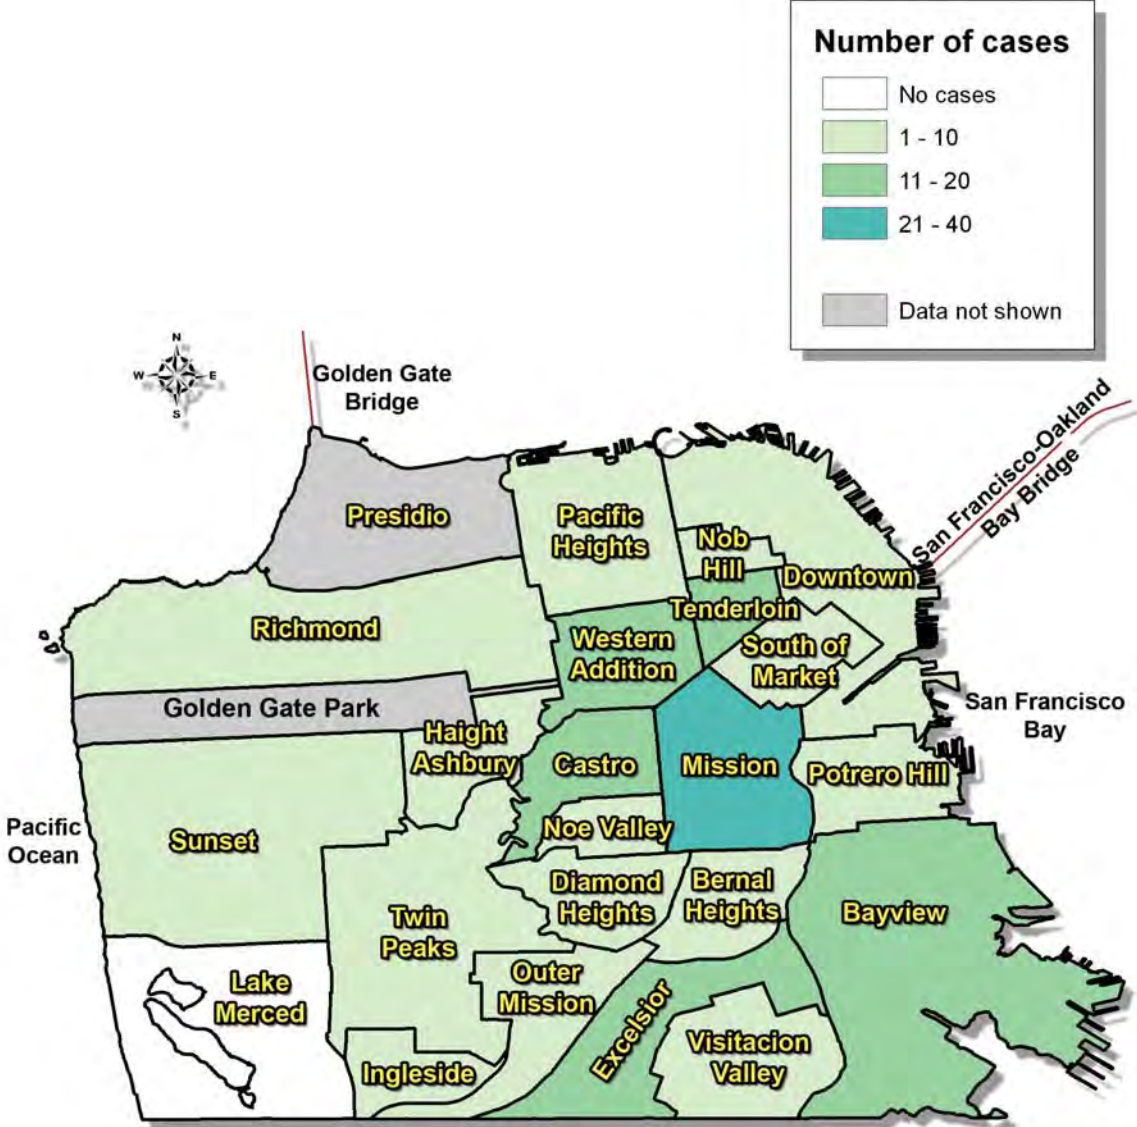 Number of cases
No cases
1 - 10
11 - 20
21 - 40
Data not shown
N
W
E
S
Golden Gate
Bridge
San Francisco-Oakland
Bay Bridge
Presidio
Pacific
Heights
Nob
Hill
Downtown
Tenderloin
Richmond
Western
Addition
South of
Market
Golden Gate Park
San Francisco
Bay
Haight
Ashbury
Castro
Mission
Potrero Hill
Pacific
Ocean
Sunset
Noe Valley
Diamond
Heights
Bernal
Heights
Bayview
Twin
Peaks
Lake
Merced
Outer
Mission
Excelsior
Visitacion
Valley
Ingleside